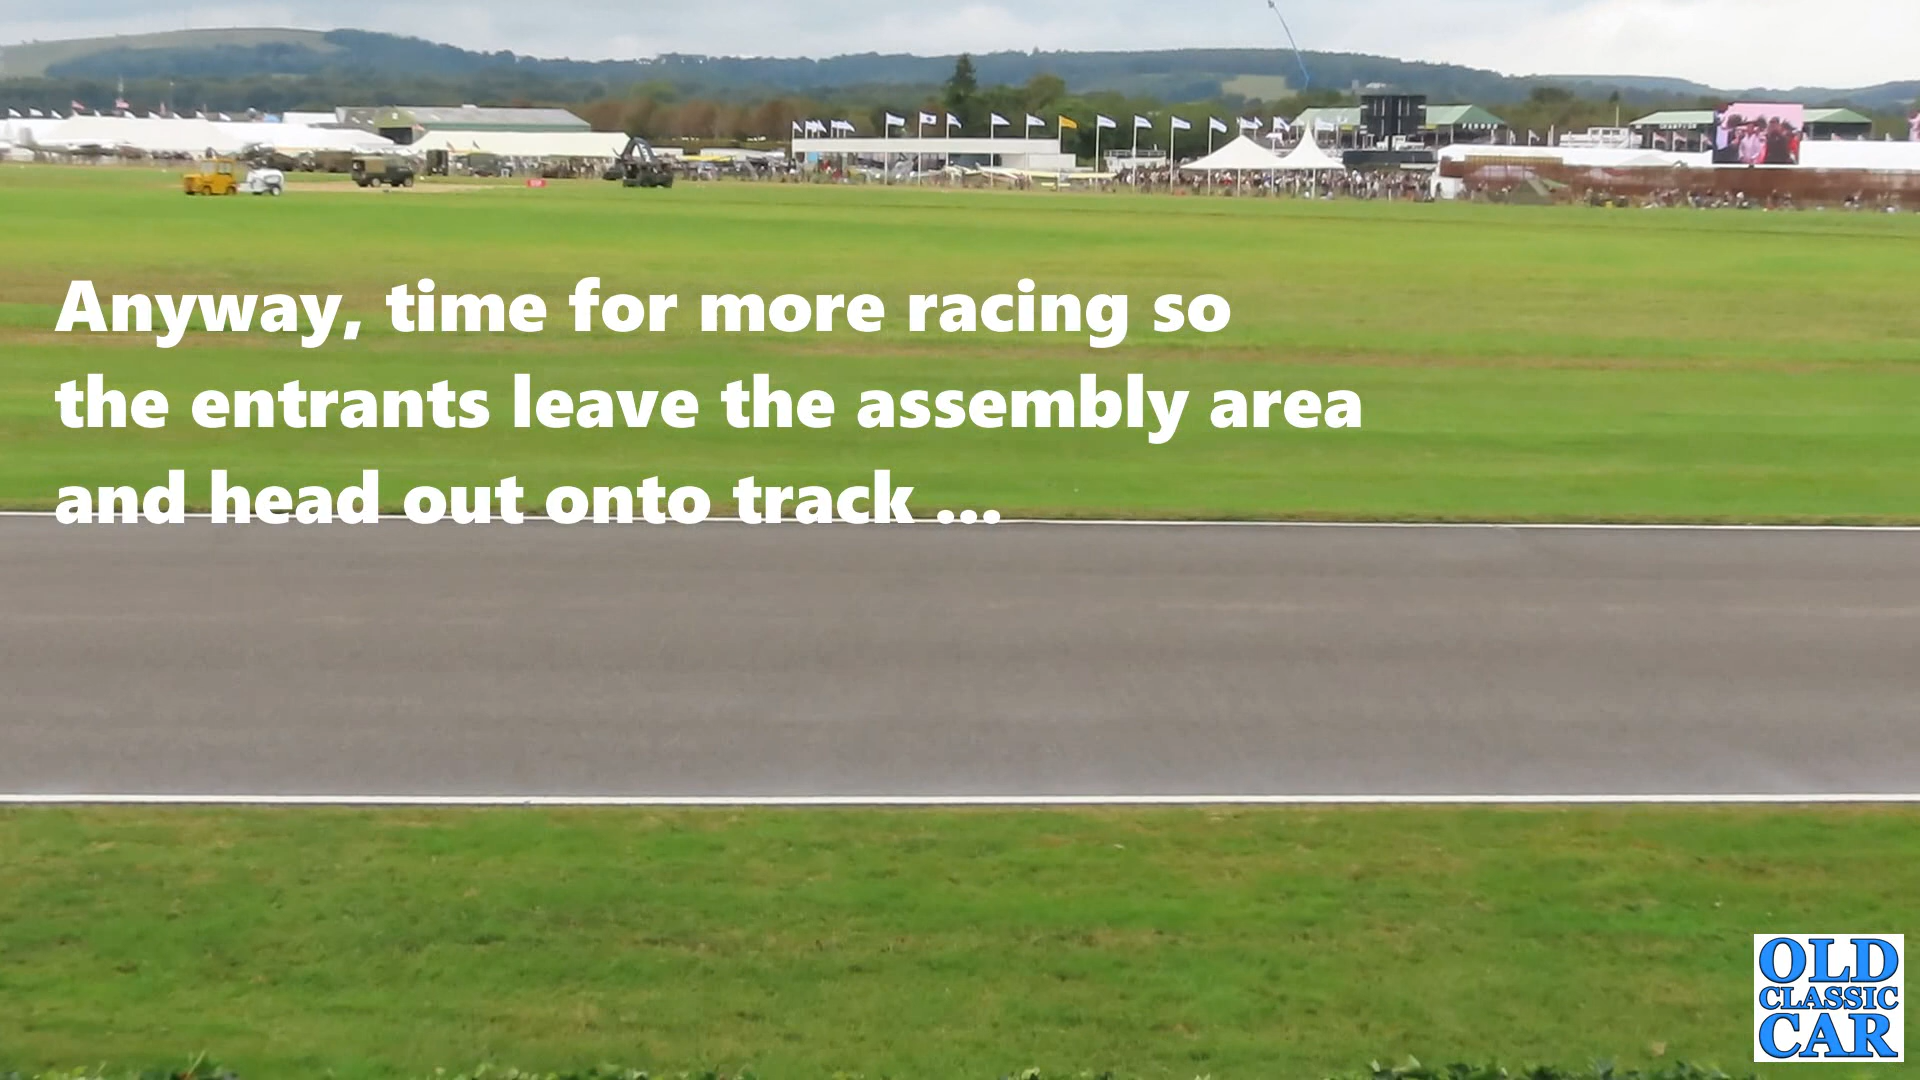 Anyway, time for more racing so
the entrants leave the assembly area
and head out onto track ...
OLD
CLASSIC
CAR